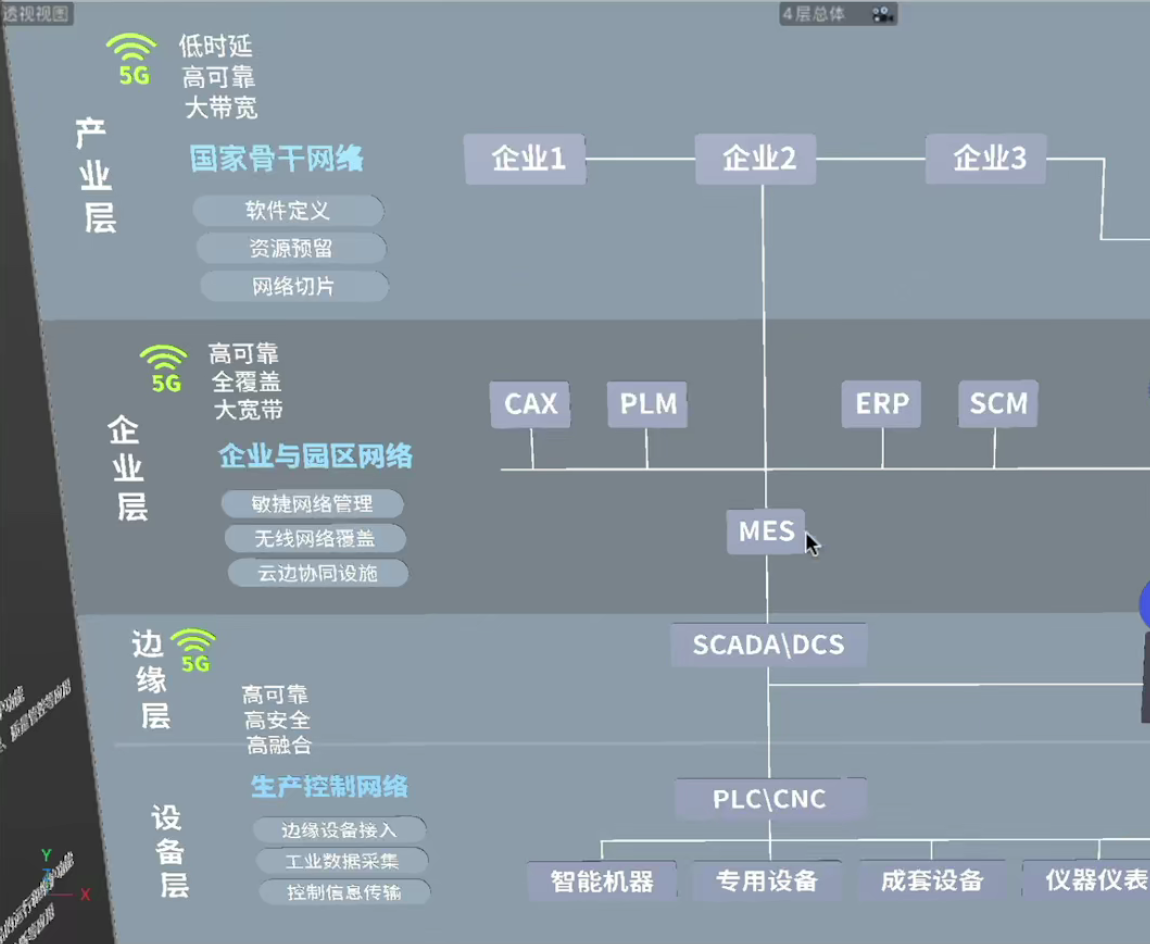 透视视图
4层总体
5G
低时延
高可靠
大带宽
产业层
国家骨干网络
软件定义
资源预留
网络切片
企业1
企业2
企业3
5G
高可靠
全覆盖
大宽带
企业层
企业与园区网络
敏捷网络管理
无线网络覆盖
云边协同设施
CAX
PLM
ERP
SCM
MES
边缘层
5G
高可靠
高安全
高融合
SCADA\DCS
设备层
生产控制网络
边缘设备接入
工业数据采集
控制信息传输
PLC\CNC
智能机器
专用设备
成套设备
仪器仪表
Y
Z
X